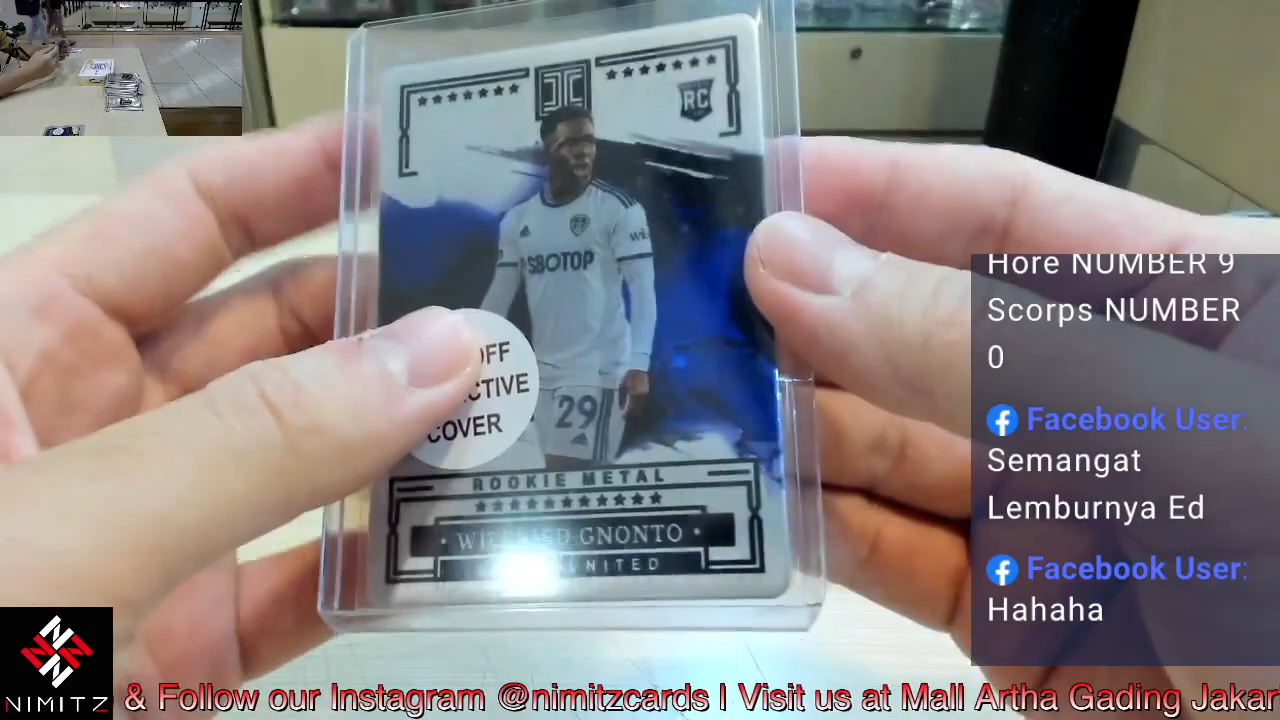 RC
SBOTOP
29
OFF
COVER
ROOKIE METAL
GNONTO
UNITED
Hore NUMBER 9
Scorps NUMBER
0
Facebook User:
Semangat
Lemburnya Ed
Facebook User:
Hahaha
NIMITZ
& Follow our Instagram @nimitzcards | Visit us at Mall Artha Gading Jakar